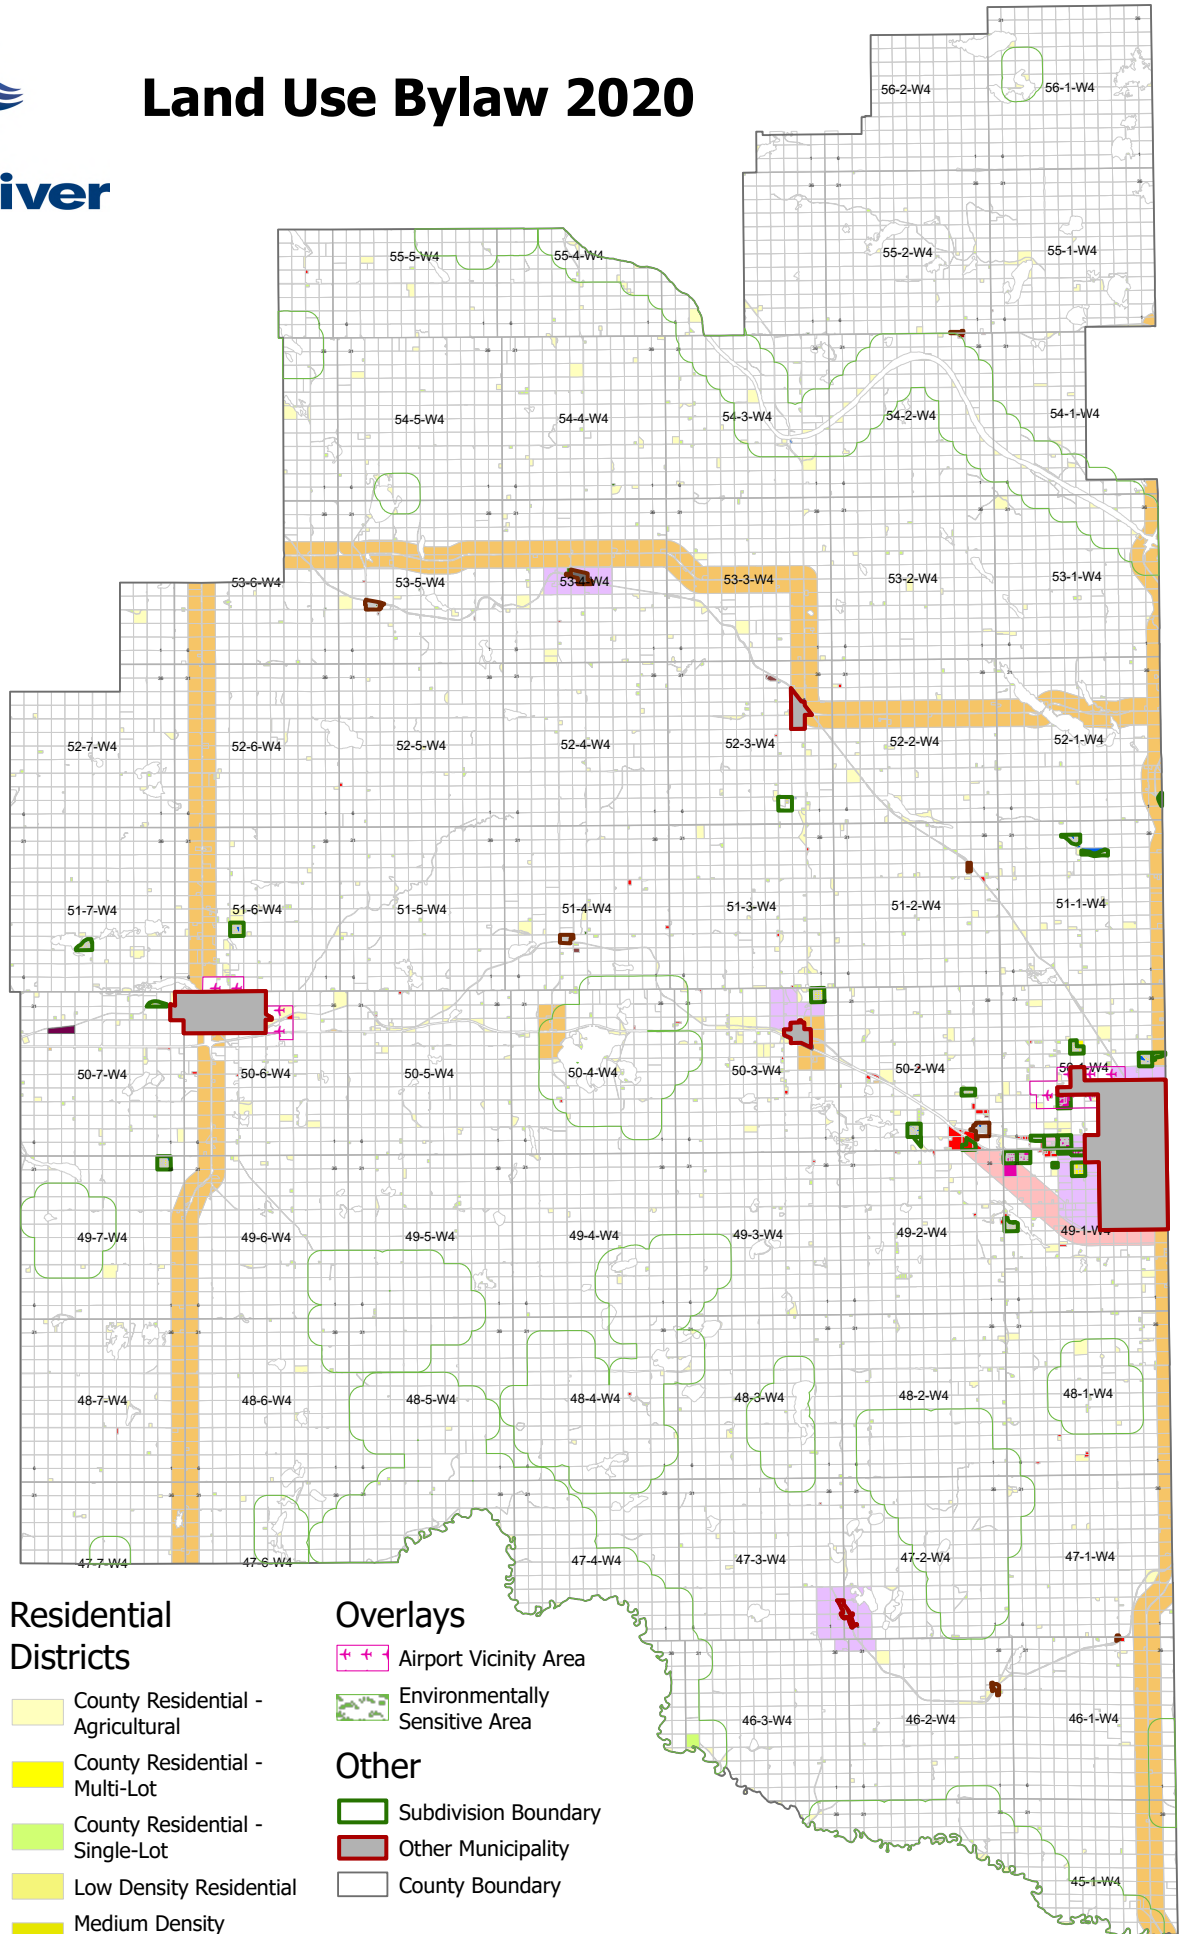 Land Use Bylaw 2020
iver
56-2-W4
56-1-W4
55-5-W4
55-4-W4
55-2-W4
55-1-W4
54-5-W4
54-4-W4
54-3-W4
54-2-W4
54-1-W4
53-6-W4
53-5-W4
53-4-W4
53-3-W4
53-2-W4
53-1-W4
52-7-W4
52-6-W4
52-5-W4
52-4-W4
52-3-W4
52-2-W4
52-1-W4
51-7-W4
51-6-W4
51-5-W4
51-4-W4
51-3-W4
51-2-W4
51-1-W4
50-7-W4
50-6-W4
50-5-W4
50-4-W4
50-3-W4
50-2-W4
50-1-W4
49-7-W4
49-6-W4
49-5-W4
49-4-W4
49-3-W4
49-2-W4
49-1-W4
48-7-W4
48-6-W4
48-5-W4
48-4-W4
48-3-W4
48-2-W4
48-1-W4
47-7-W4
47-6-W4
47-4-W4
47-3-W4
47-2-W4
47-1-W4
46-3-W4
46-2-W4
46-1-W4
45-1-W4
Residential
Districts
County Residential -
Agricultural
County Residential -
Multi-Lot
County Residential -
Single-Lot
Low Density Residential
Medium Density
Overlays
Airport Vicinity Area
Environmentally
Sensitive Area
Other
Subdivision Boundary
Other Municipality
County Boundary